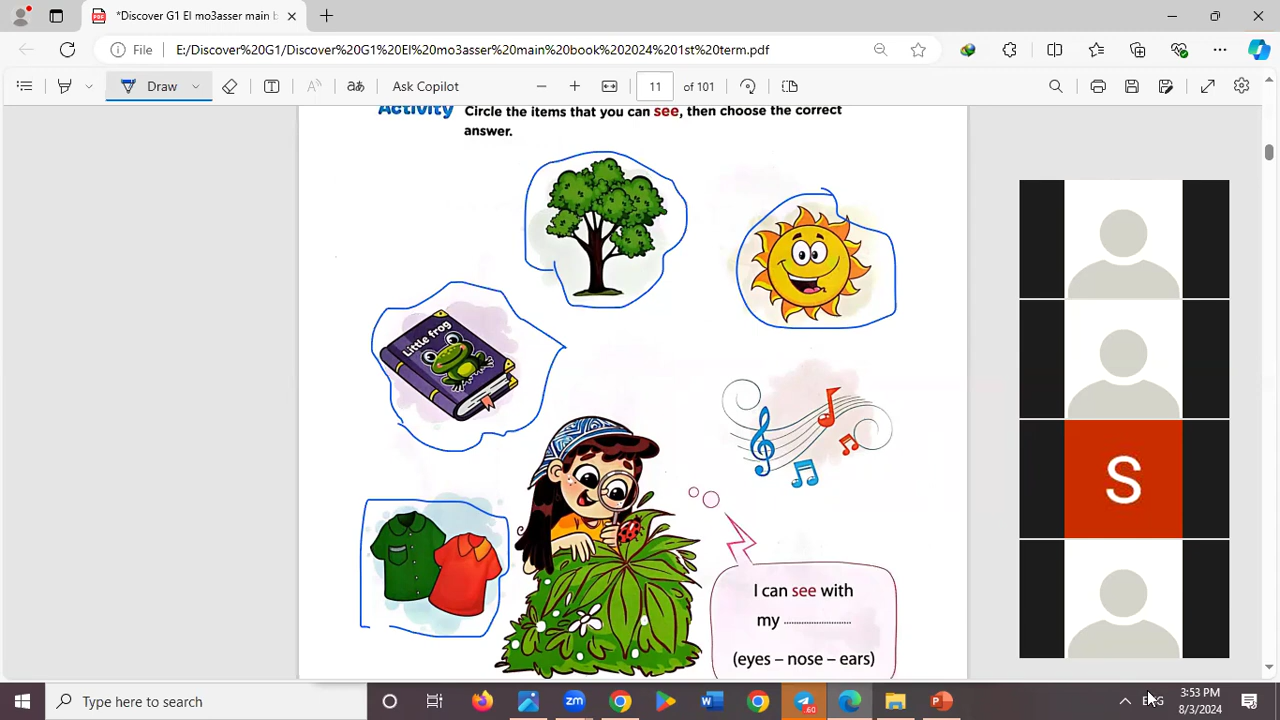 *Discover G1 El mo3asser main b
File
E:/Discover%20G1/Discover%20G1%20El%20mo3asser%20main%20book%202024%201st%20term.pdf
Draw
Ask Copilot
11
of 101
Activity
Circle the items that you can see, then choose the correct
answer.
Little frog
S
I can see with
my ........................
(eyes – nose – ears)
Type here to search
.60
ENG
3:53 PM
8/3/2024